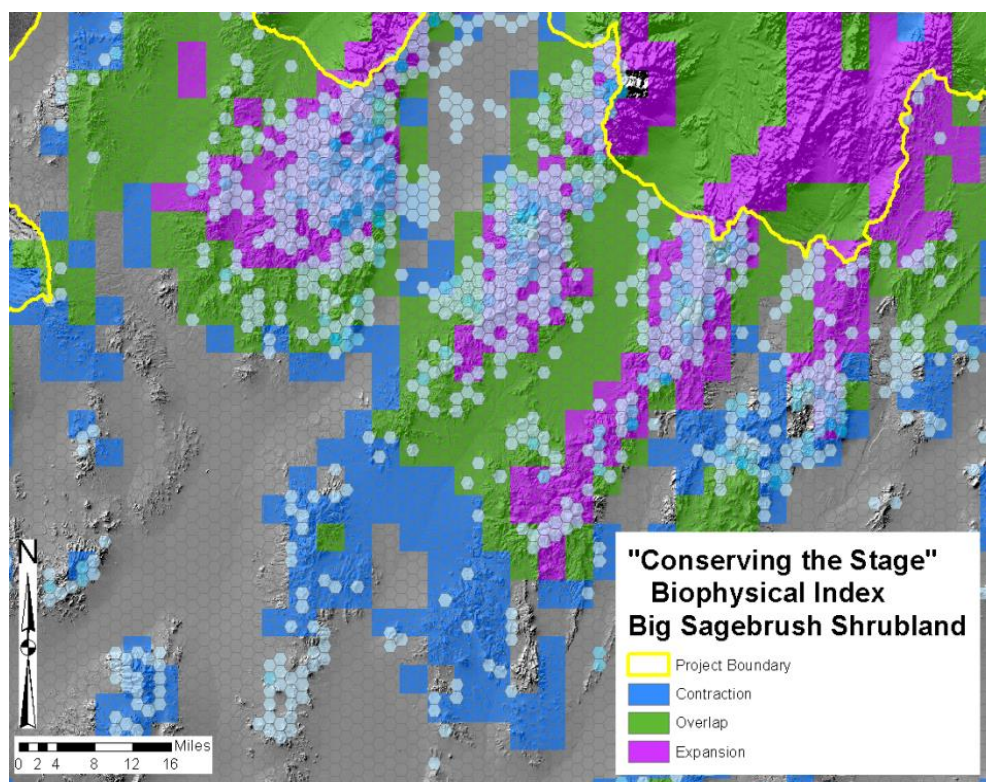 "Conserving the Stage"
Biophysical Index
Big Sagebrush Shrubland
Project Boundary
Contraction
Overlap
Expansion
N
Miles
0 2 4 8 12 16